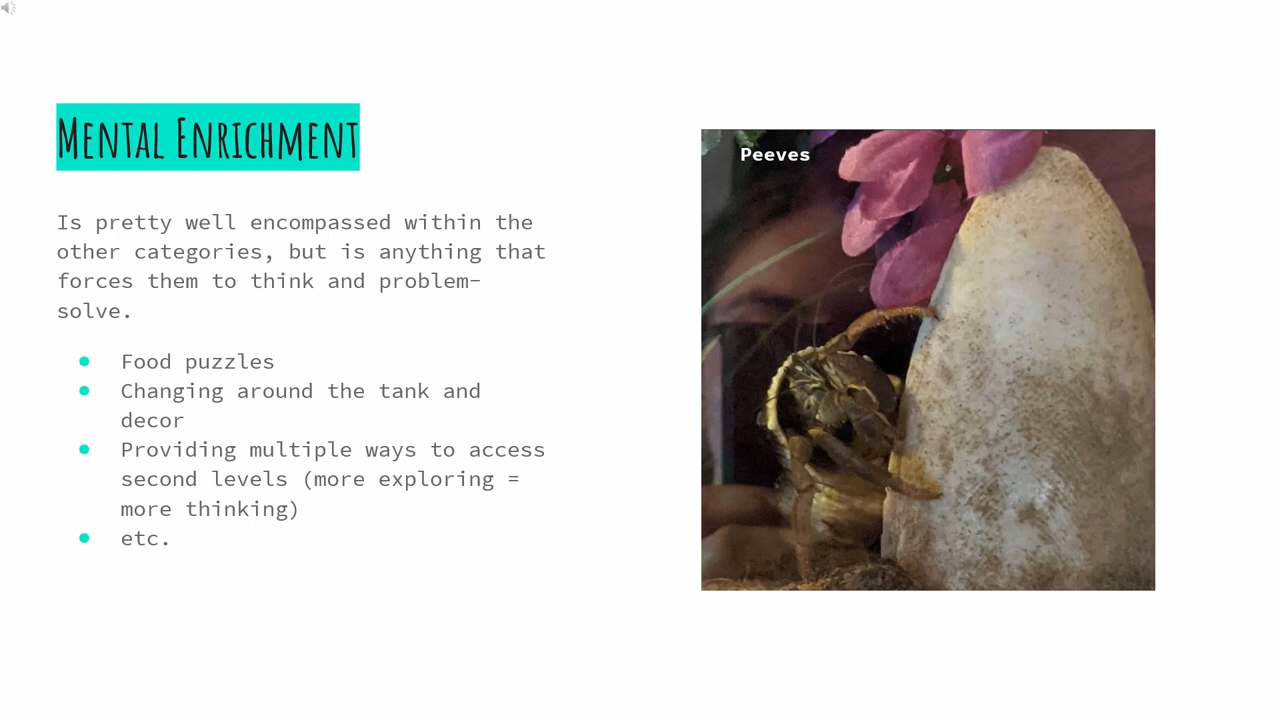 Mental Enrichment
Is pretty well encompassed within the
other categories, but is anything that
forces them to think and problem-
solve.
● Food puzzles
● Changing around the tank and
decor
● Providing multiple ways to access
second levels (more exploring =
more thinking)
● etc.
Peeves